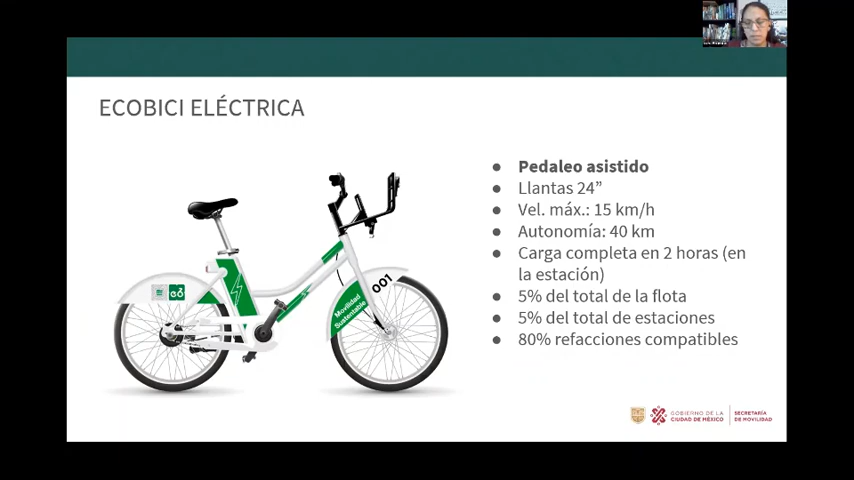 ECOBICI ELÉCTRICA
● Pedaleo asistido
● Llantas 24”
● Vel. máx.: 15 km/h
● Autonomía: 40 km
● Carga completa en 2 horas (en
la estación)
● 5% del total de la flota
● 5% del total de estaciones
● 80% refacciones compatibles
001
Movilidad
Sustentable
GOBIERNO DE LA
CIUDAD DE MÉXICO
SECRETARÍA
DE MOVILIDAD